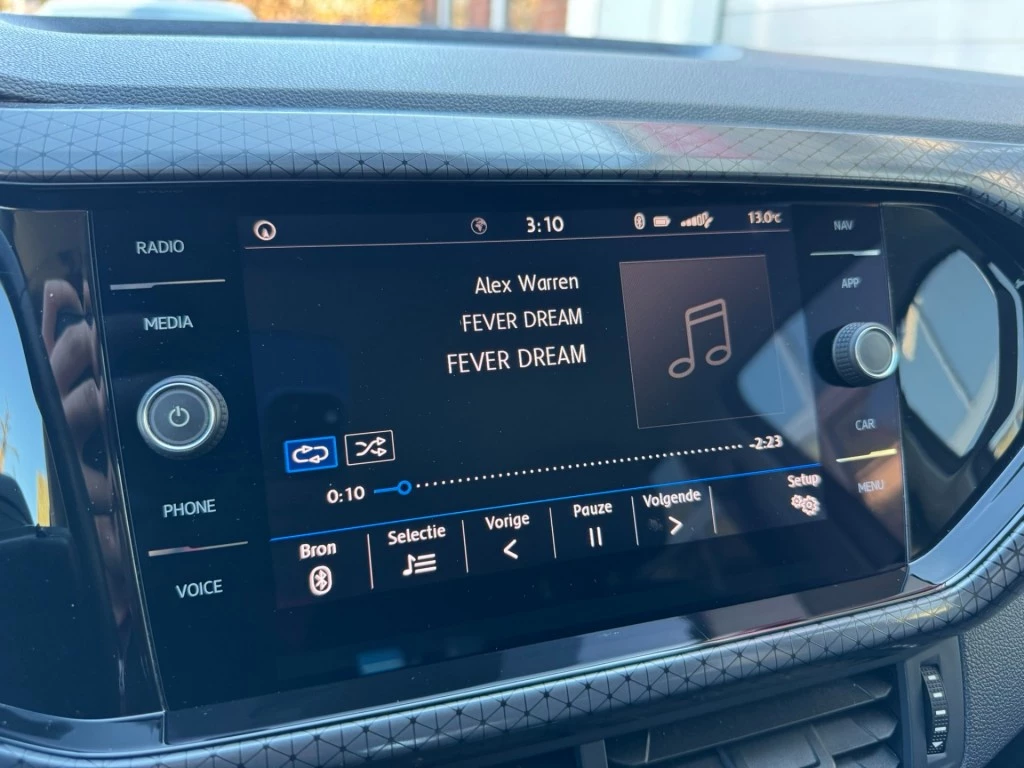 RADIO
MEDIA
PHONE
VOICE
3:10
13.0°C
Alex Warren
FEVER DREAM
FEVER DREAM
0:10
-2:23
Bron
Selectie
Vorige
Pauze
Volgende
Setup
NAV
APP
CAR
MENU